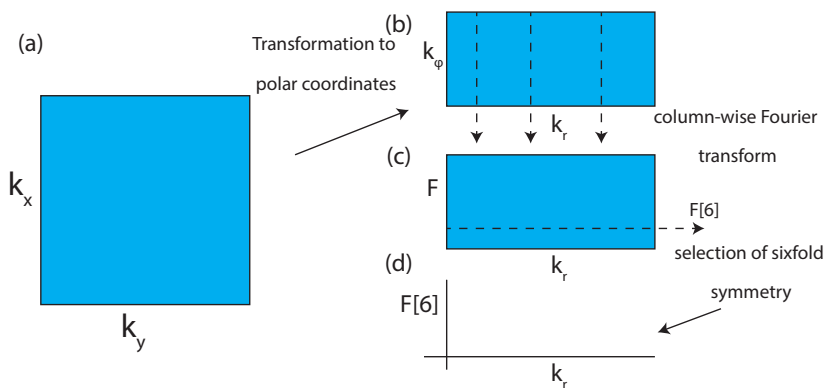 (a)
k_x
k_y
Transformation to
polar coordinates
(b)
k_φ
k_r
column-wise Fourier
transform
(c)
F
F[6]
k_r
selection of sixfold
symmetry
(d)
F[6]
k_r